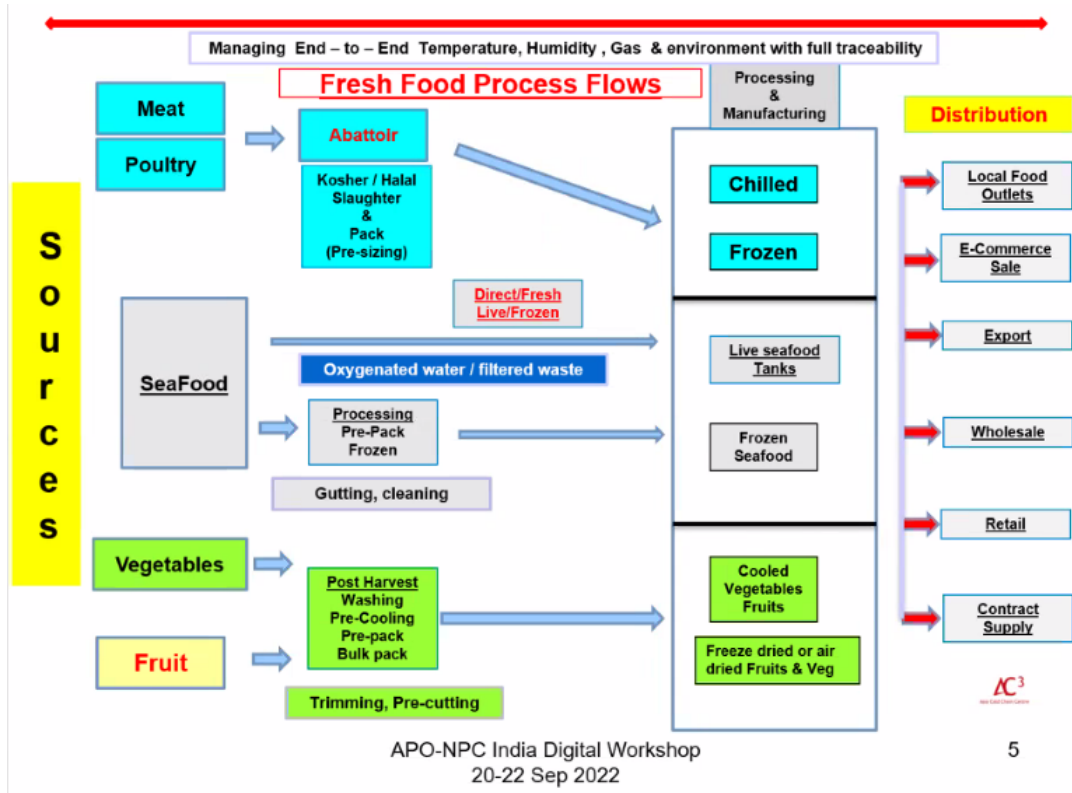 Managing End – to – End Temperature, Humidity , Gas & environment with full traceability
Fresh Food Process Flows
Sources
Meat
Poultry
Abattoir
Kosher / Halal
Slaughter
&
Pack
(Pre-sizing)
SeaFood
Direct/Fresh
Live/Frozen
Oxygenated water / filtered waste
Processing
Pre-Pack
Frozen
Gutting, cleaning
Vegetables
Fruit
Post Harvest
Washing
Pre-Cooling
Pre-pack
Bulk pack
Trimming, Pre-cutting
Processing
&
Manufacturing
Chilled
Frozen
Live seafood
Tanks
Frozen
Seafood
Cooled
Vegetables
Fruits
Freeze dried or air
dried Fruits & Veg
Distribution
Local Food
Outlets
E-Commerce
Sale
Export
Wholesale
Retail
Contract
Supply
AC3
APO-NPC India Digital Workshop
20-22 Sep 2022
5